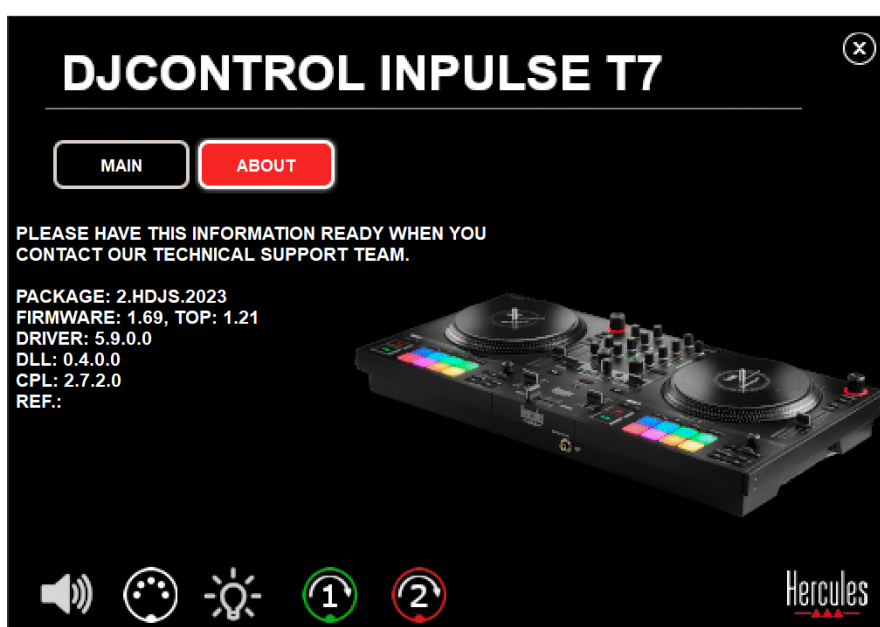 DJCONTROL INPULSE T7
MAIN
ABOUT
PLEASE HAVE THIS INFORMATION READY WHEN YOU
CONTACT OUR TECHNICAL SUPPORT TEAM.
PACKAGE: 2.HDJS.2023
FIRMWARE: 1.69, TOP: 1.21
DRIVER: 5.9.0.0
DLL: 0.4.0.0
CPL: 2.7.2.0
REF.:
1
2
Hercules